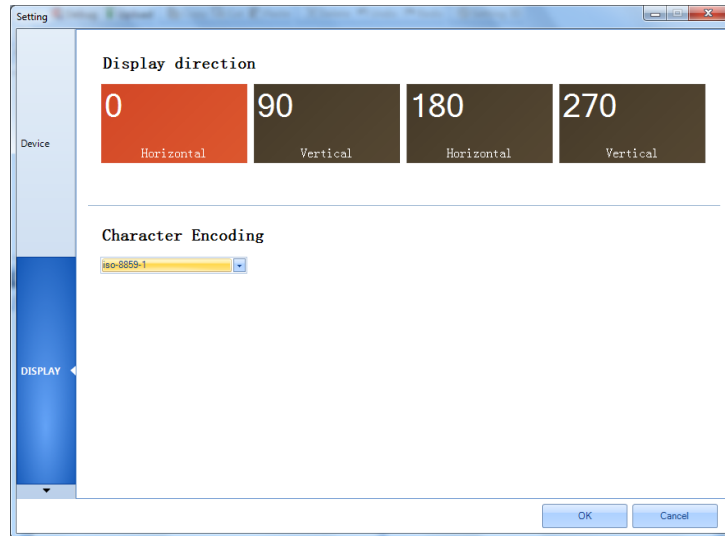 Setting
Display direction
0
Horizontal
90
Vertical
180
Horizontal
270
Vertical
Device
Character Encoding
iso-8859-1
DISPLAY
OK
Cancel